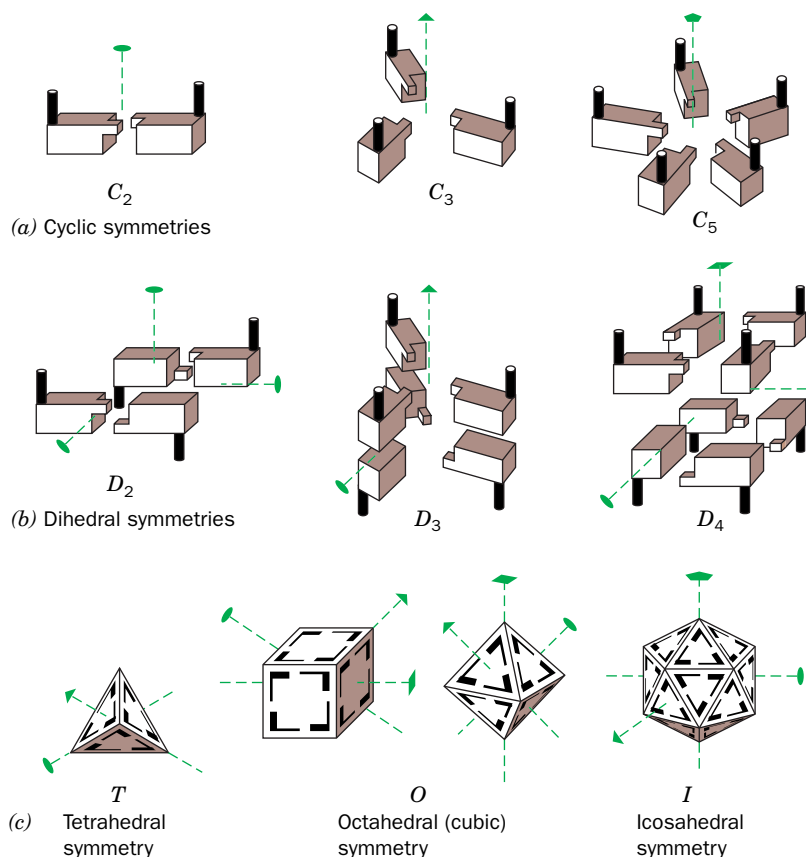 C2 C3 C5
(a) Cyclic symmetries
D2 D3 D4
(b) Dihedral symmetries
T O I
(c) Tetrahedral symmetry
Octahedral (cubic) symmetry
Icosahedral symmetry